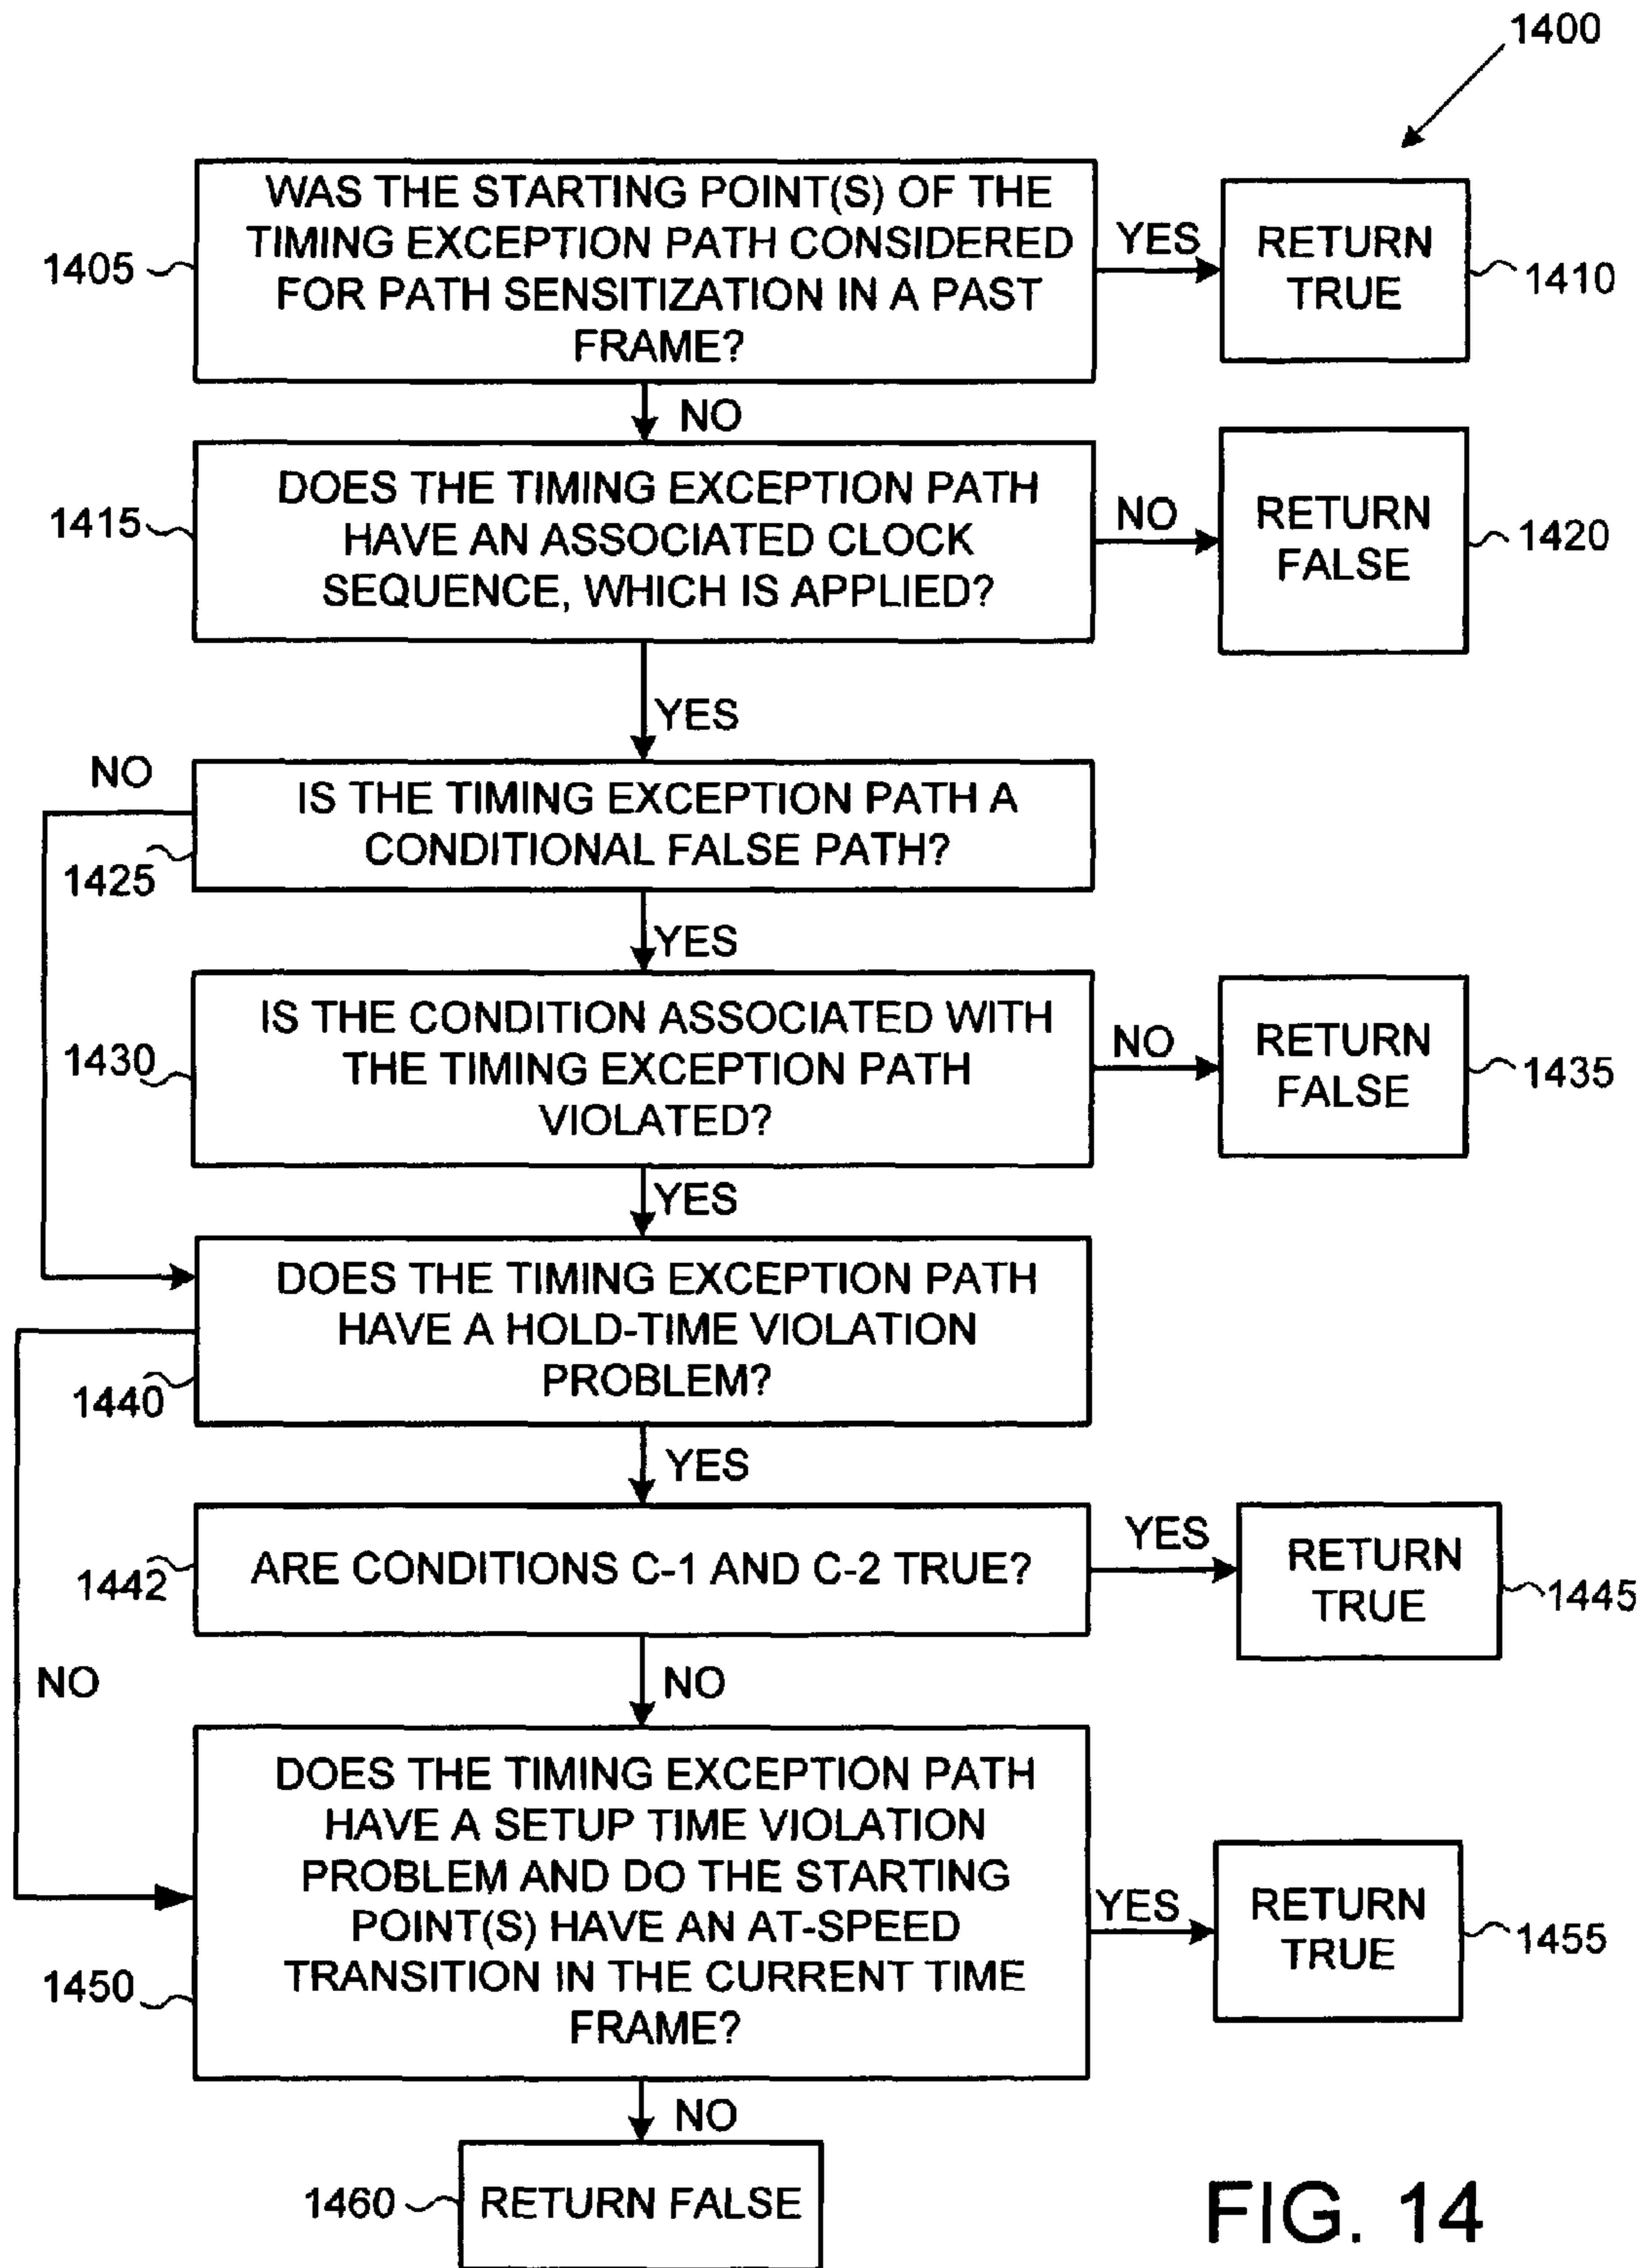 1400
WAS THE STARTING POINT(S) OF THE
TIMING EXCEPTION PATH CONSIDERED
FOR PATH SENSITIZATION IN A PAST
FRAME?
1405
YES
RETURN
TRUE
1410
NO
DOES THE TIMING EXCEPTION PATH
HAVE AN ASSOCIATED CLOCK
SEQUENCE, WHICH IS APPLIED?
1415
NO
RETURN
FALSE
1420
YES
NO
IS THE TIMING EXCEPTION PATH A
CONDITIONAL FALSE PATH?
1425
YES
IS THE CONDITION ASSOCIATED WITH
THE TIMING EXCEPTION PATH
VIOLATED?
1430
NO
RETURN
FALSE
1435
YES
DOES THE TIMING EXCEPTION PATH
HAVE A HOLD-TIME VIOLATION
PROBLEM?
1440
YES
ARE CONDITIONS C-1 AND C-2 TRUE?
1442
YES
RETURN
TRUE
1445
NO
NO
DOES THE TIMING EXCEPTION PATH
HAVE A SETUP TIME VIOLATION
PROBLEM AND DO THE STARTING
POINT(S) HAVE AN AT-SPEED
TRANSITION IN THE CURRENT TIME
FRAME?
1450
YES
RETURN
TRUE
1455
NO
1460
RETURN FALSE
FIG. 14